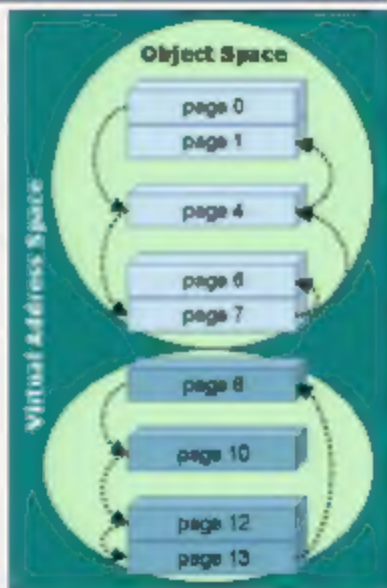 Object Space
page 0
page 1
page 4
page 6
page 7
page 8
page 10
page 12
page 13
Virtual Address Space